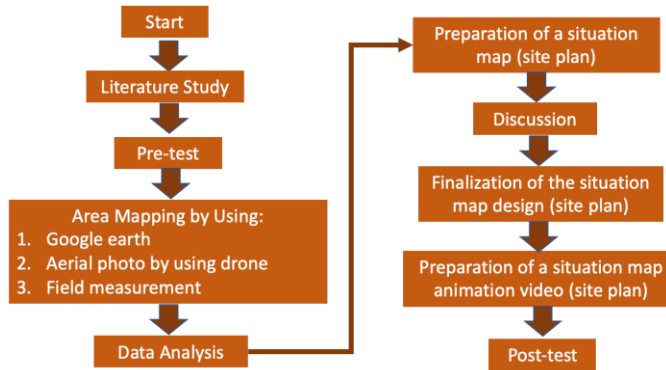 Start
Literature Study
Pre-test
Area Mapping by Using:
1. Google earth
2. Aerial photo by using drone
3. Field measurement
Data Analysis
Preparation of a situation
map (site plan)
Discussion
Finalization of the situation
map design (site plan)
Preparation of a situation map
animation video (site plan)
Post-test